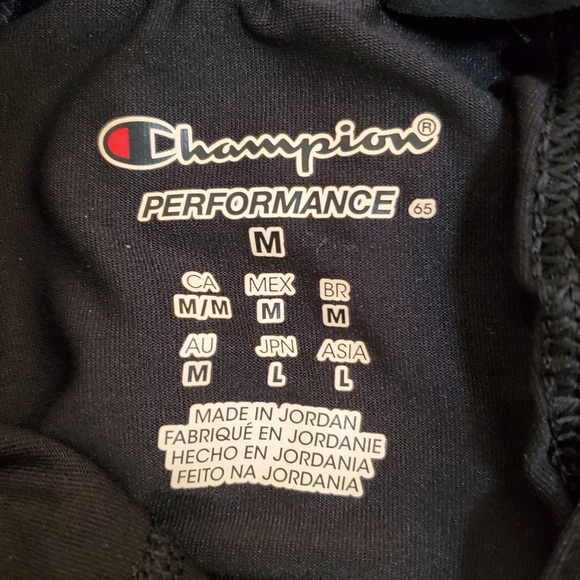 Champion®
PERFORMANCE 65
M
CA MEX BR
M/M M M
AU JPN ASIA
M L L
MADE IN JORDAN
FABRIQUÉ EN JORDANIE
HECHO EN JORDANIA
FEITO NA JORDANIA